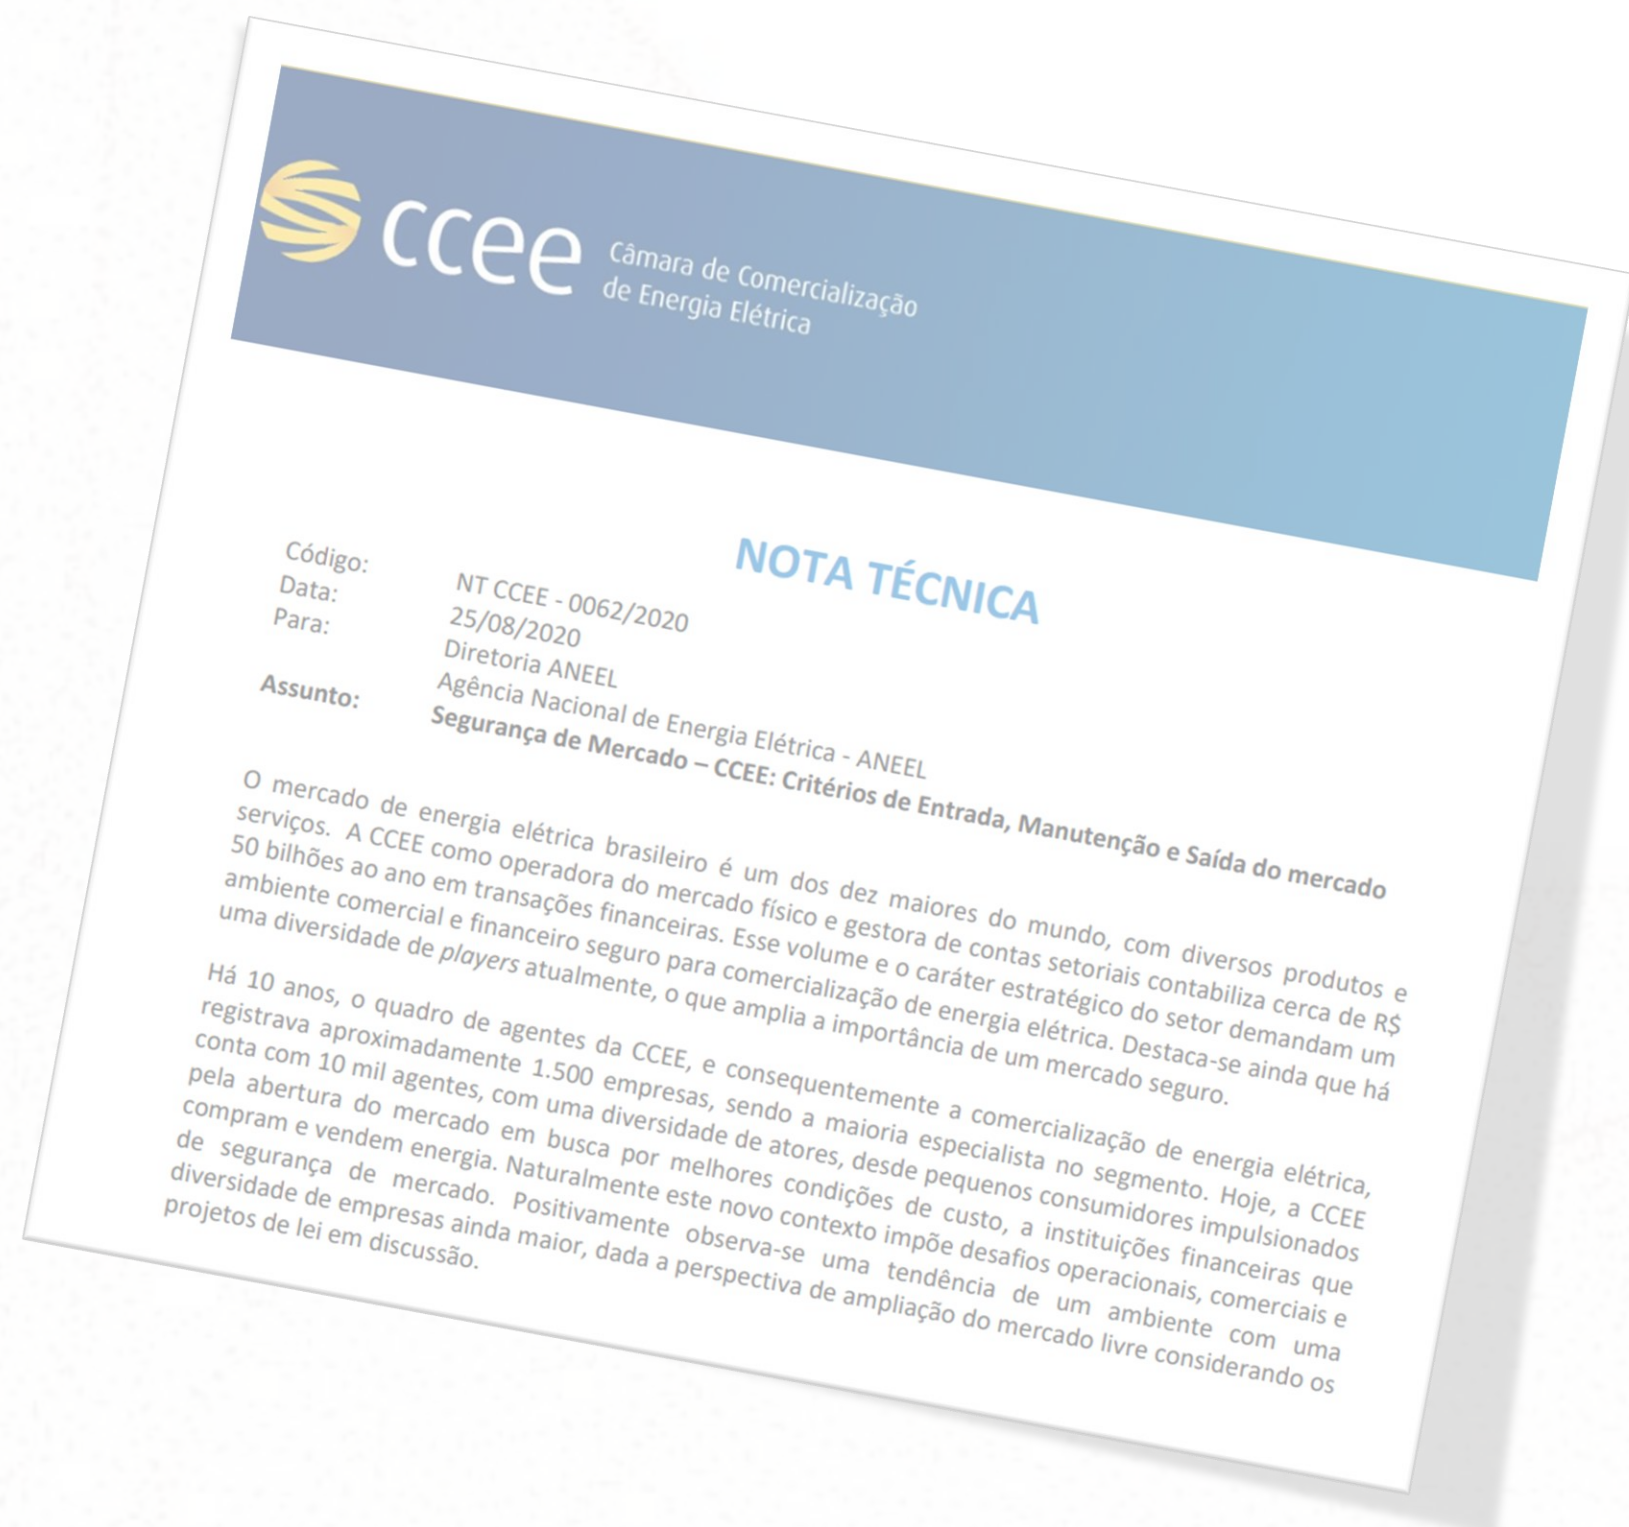 ccee
Câmara de Comercialização
de Energia Elétrica
NOTA TÉCNICA
Código: NT CCEE - 0062/2020
Data: 25/08/2020
Para: Diretoria ANEEL
Agência Nacional de Energia Elétrica - ANEEL
Assunto: Segurança de Mercado – CCEE: Critérios de Entrada, Manutenção e Saída do mercado
O mercado de energia elétrica brasileiro é um dos dez maiores do mundo, com diversos produtos e
serviços. A CCEE como operadora do mercado físico e gestora de contas setoriais contabiliza cerca de R$
50 bilhões ao ano em transações financeiras. Esse volume e o caráter estratégico do setor demandam um
ambiente comercial e financeiro seguro para comercialização de energia elétrica. Destaca-se ainda que há
uma diversidade de players atualmente, o que amplia a importância de um mercado seguro.
Há 10 anos, o quadro de agentes da CCEE, e consequentemente a comercialização de energia elétrica,
registrava aproximadamente 1.500 empresas, sendo a maioria especialista no segmento. Hoje, a CCEE
conta com 10 mil agentes, com uma diversidade de atores, desde pequenos consumidores impulsionados
pela abertura do mercado em busca por melhores condições de custo, a instituições financeiras que
compram e vendem energia. Naturalmente este novo contexto impõe desafios operacionais, comerciais e
de segurança de mercado. Positivamente observa-se uma tendência de um ambiente com uma
diversidade de empresas ainda maior, dada a perspectiva de ampliação do mercado livre considerando os
projetos de lei em discussão.